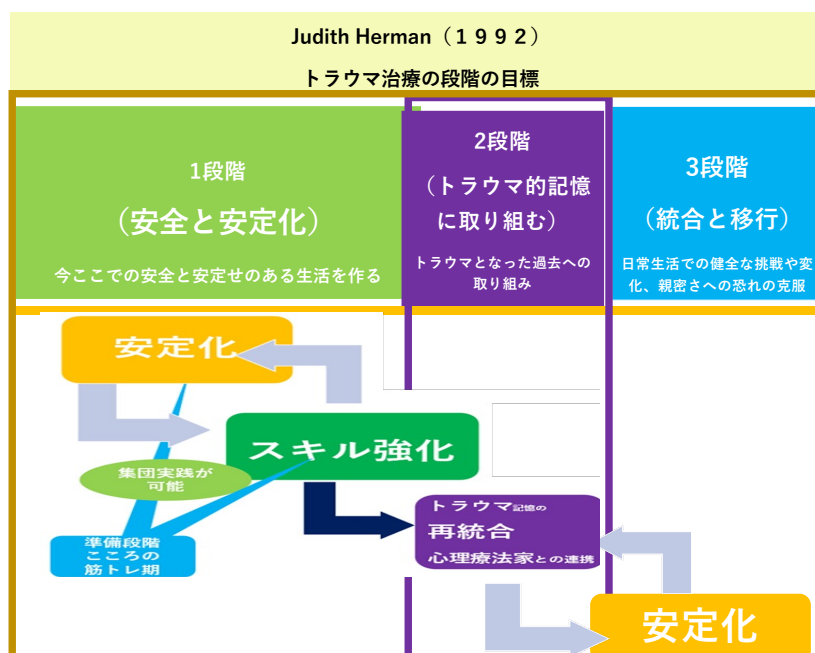 Judith Herman（１９９２）
トラウマ治療の段階の目標
1段階
（安全と安定化）
今ここでの安全と安定せのある生活を作る
2段階
（トラウマ的記憶
に取り組む）
トラウマとなった過去への
取り組み
3段階
（統合と移行）
日常生活での健全な挑戦や変
化、親密さへの恐れの克服
安定化
スキル強化
集団実践が
可能
準備段階
こころの
筋トレ期
トラウマ記憶の
再統合
心理療法家との連携
安定化